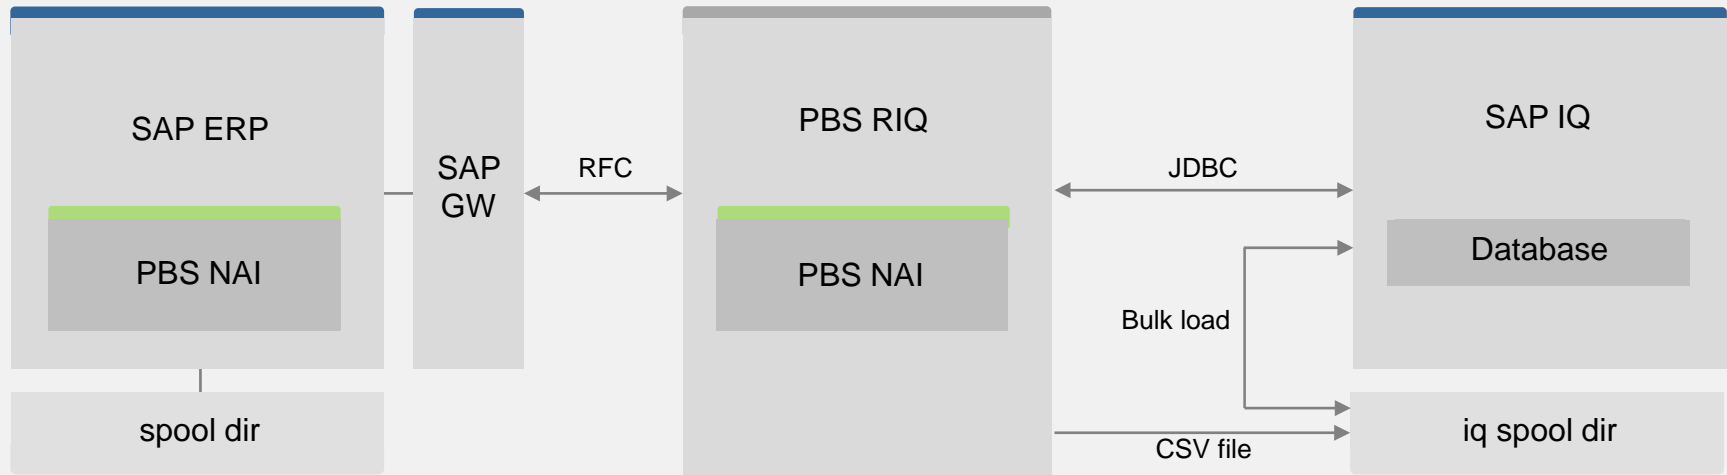 SAP ERP
PBS NAI
spool dir
SAP
GW
RFC
PBS RIQ
PBS NAI
JDBC
Bulk load
CSV file
SAP IQ
Database
iq spool dir